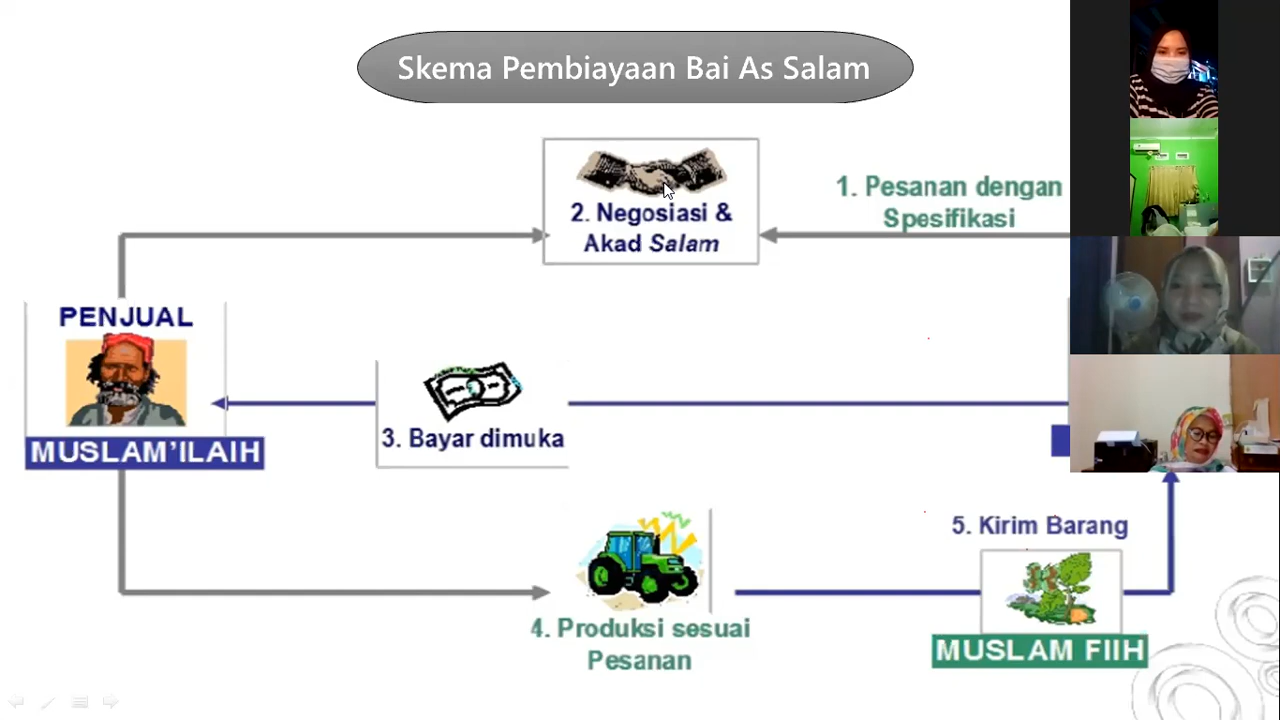 Skema Pembiayaan Bai As Salam
1. Pesanan dengan
Spesifikasi
2. Negosiasi &
Akad Salam
PENJUAL
MUSLAM’ILAIH
3. Bayar dimuka
5. Kirim Barang
4. Produksi sesuai
Pesanan
MUSLAM FIIH